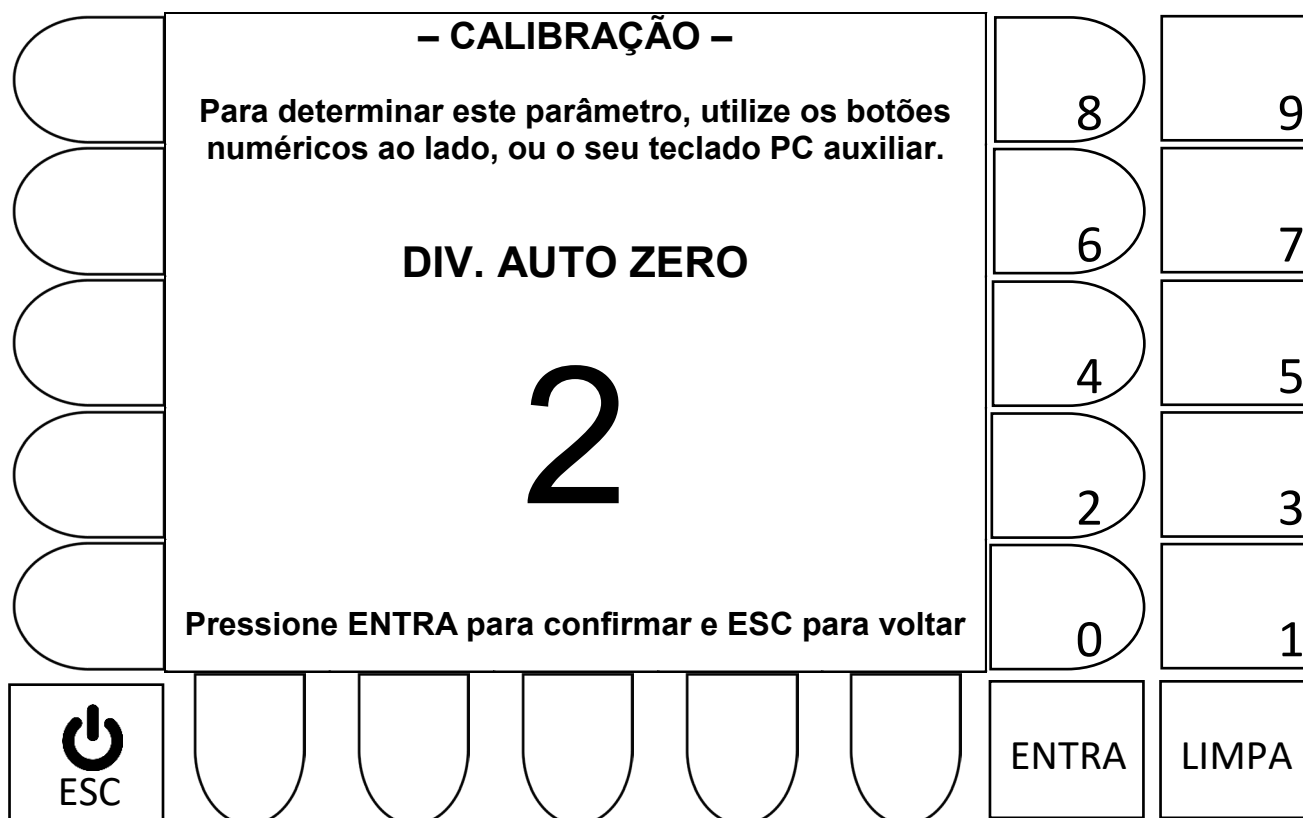 – CALIBRAÇÃO –
Para determinar este parâmetro, utilize os botões
numéricos ao lado, ou o seu teclado PC auxiliar.
DIV. AUTO ZERO
2
Pressione ENTRA para confirmar e ESC para voltar
8 9
6 7
4 5
2 3
0 1
ESC
ENTRA
LIMPA